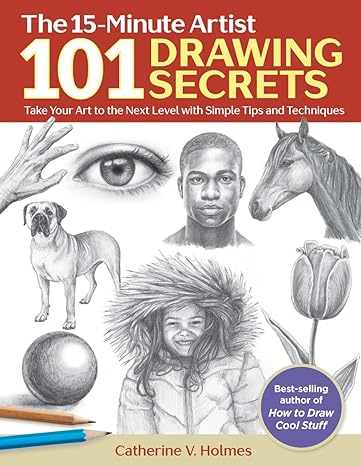 The 15-Minute Artist
101 DRAWING
SECRETS
Take Your Art to the Next Level with Simple Tips and Techniques
Best-selling
author of
How to Draw
Cool Stuff
Catherine V. Holmes